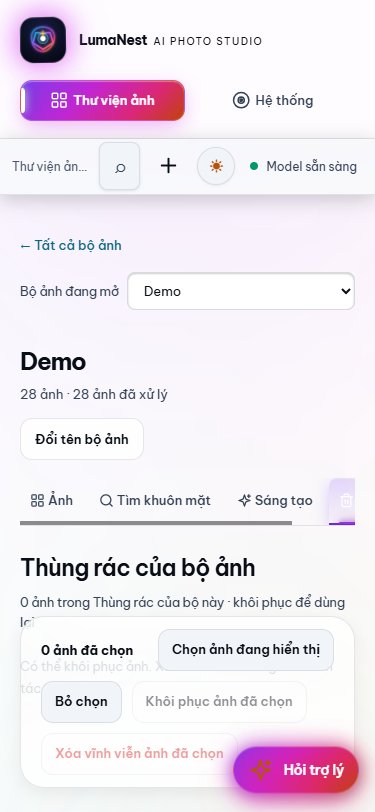 LumaNest AI PHOTO STUDIO
Thư viện ảnh
Hệ thống
Thư viện ản...
Model sẵn sàng
← Tất cả bộ ảnh
Bộ ảnh đang mở
Demo
Demo
28 ảnh · 28 ảnh đã xử lý
Đổi tên bộ ảnh
Ảnh
Tìm khuôn mặt
Sáng tạo
Thùng rác của bộ ảnh
0 ảnh trong Thùng rác của bộ này · khôi phục để dùng
lại
0 ảnh đã chọn
Chọn ảnh đang hiển thị
Có thể khôi phục ảnh. X
tác
Bỏ chọn
Khôi phục ảnh đã chọn
Xóa vĩnh viễn ảnh đã chọn
Hỏi trợ lý